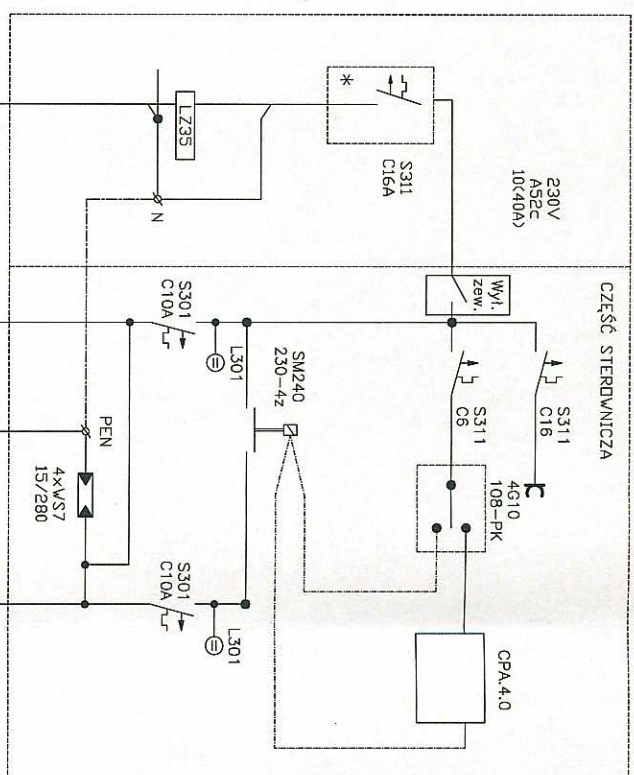 230V
A52c
10(40A)
S311
C16A
*
LZ35
N
CZĘŚĆ STEROWNICZA
Wył.
zew.
S311
C16
S311
C6
4G10
108-PK
CPA.4.0
SM240
230-4z
L301
S301
C10A
L301
S301
C10A
PEN
4xWS7
15/280